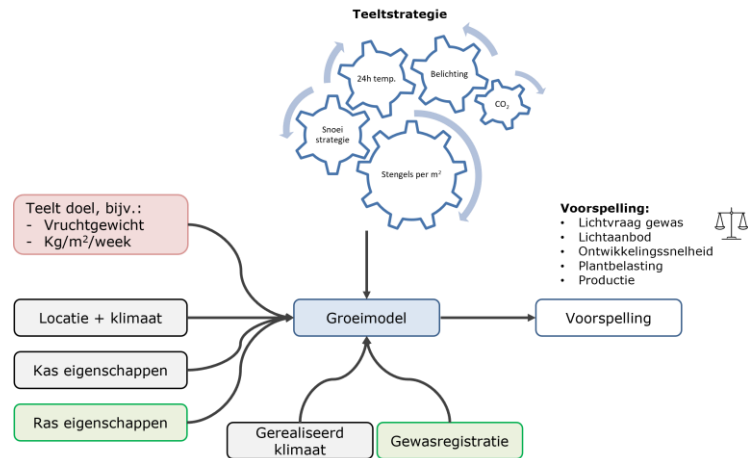 Teeltstrategie
24h temp.
Belichting
CO₂
Snoei
strategie
Stengels per m²
Teelt doel, bijv.:
- Vruchtgewicht
- Kg/m²/week
Voorspelling:
• Lichtvraag gewas
• Lichtaanbod
• Ontwikkelingssnelheid
• Plantbelasting
• Productie
Locatie + klimaat
Groeimodel
Voorspelling
Kas eigenschappen
Ras eigenschappen
Gerealiseerd
klimaat
Gewasregistratie